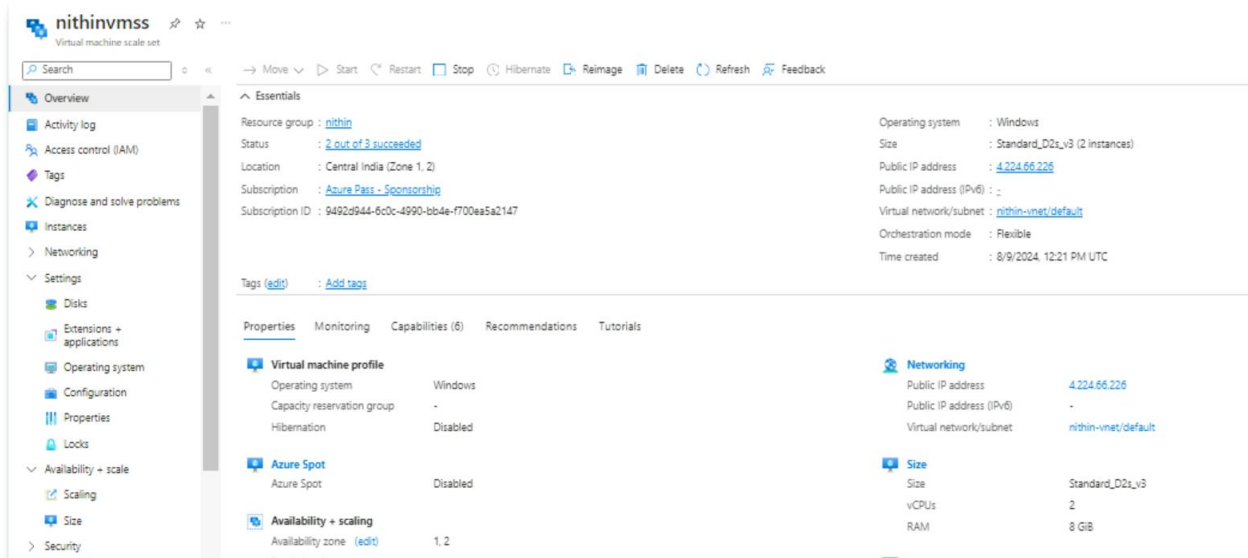 nithinvmss
Virtual machine scale set
Search
Move
Start
Restart
Stop
Hibernate
Reimage
Delete
Refresh
Feedback
Overview
Activity log
Access control (IAM)
Tags
Diagnose and solve problems
Instances
Networking
Settings
Disks
Extensions +
applications
Operating system
Configuration
Properties
Locks
Availability + scale
Scaling
Size
Security
Essentials
Resource group : nithin
Status : 2 out of 3 succeeded
Location : Central India (Zone 1, 2)
Subscription : Azure Pass - Sponsorship
Subscription ID : 9492d944-6c0c-4990-bb4e-f700ea5a2147
Operating system : Windows
Size : Standard_D2s_v3 (2 instances)
Public IP address : 4.224.66.226
Public IP address (IPv6) : -
Virtual network/subnet : nithin-vnet/default
Orchestration mode : Flexible
Time created : 8/9/2024, 12:21 PM UTC
Tags (edit) : Add tags
Properties Monitoring Capabilities (6) Recommendations Tutorials
Virtual machine profile
Operating system Windows
Capacity reservation group -
Hibernation Disabled
Azure Spot
Azure Spot Disabled
Availability + scaling
Availability zone (edit) 1, 2
Networking
Public IP address 4.224.66.226
Public IP address (IPv6) -
Virtual network/subnet nithin-vnet/default
Size
Size Standard_D2s_v3
vCPUs 2
RAM 8 GiB